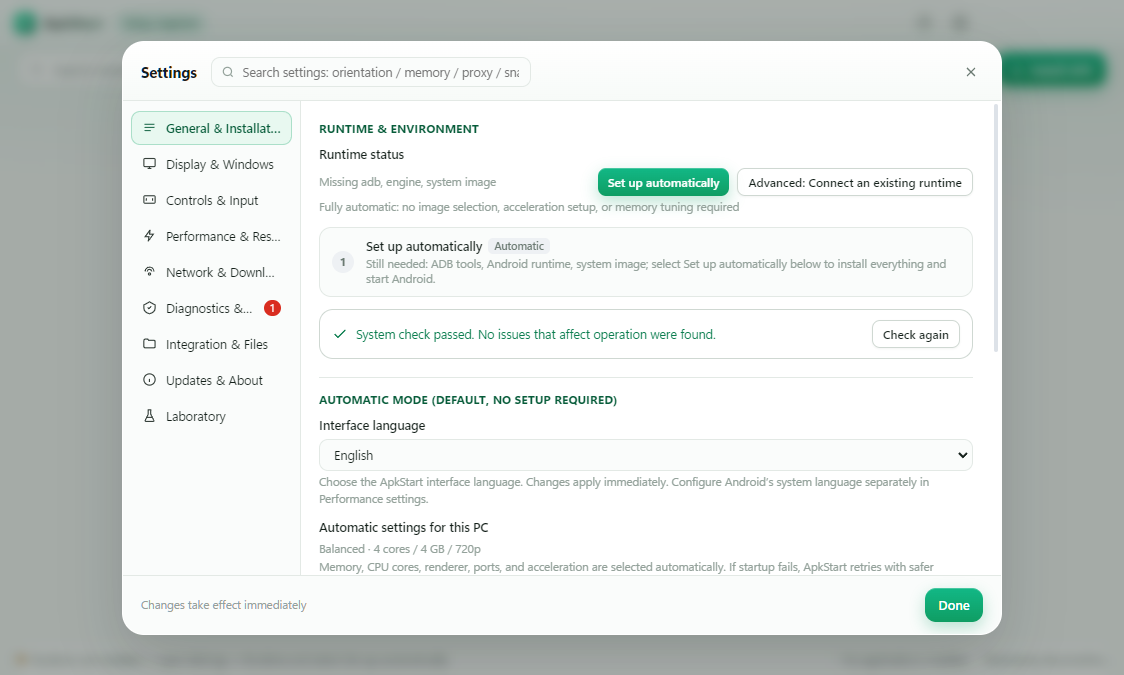 Settings
Search settings: orientation / memory / proxy / sna
General & Installat...
Display & Windows
Controls & Input
Performance & Res...
Network & Downl...
Diagnostics &...
1
Integration & Files
Updates & About
Laboratory
RUNTIME & ENVIRONMENT
Runtime status
Missing adb, engine, system image
Set up automatically
Advanced: Connect an existing runtime
Fully automatic: no image selection, acceleration setup, or memory tuning required
1
Set up automatically
Automatic
Still needed: ADB tools, Android runtime, system image; select Set up automatically below to install everything and
start Android.
System check passed. No issues that affect operation were found.
Check again
AUTOMATIC MODE (DEFAULT, NO SETUP REQUIRED)
Interface language
English
Choose the ApkStart interface language. Changes apply immediately. Configure Android's system language separately in
Performance settings.
Automatic settings for this PC
Balanced · 4 cores / 4 GB / 720p
Memory, CPU cores, renderer, ports, and acceleration are selected automatically. If startup fails, ApkStart retries with safer
Changes take effect immediately
Done